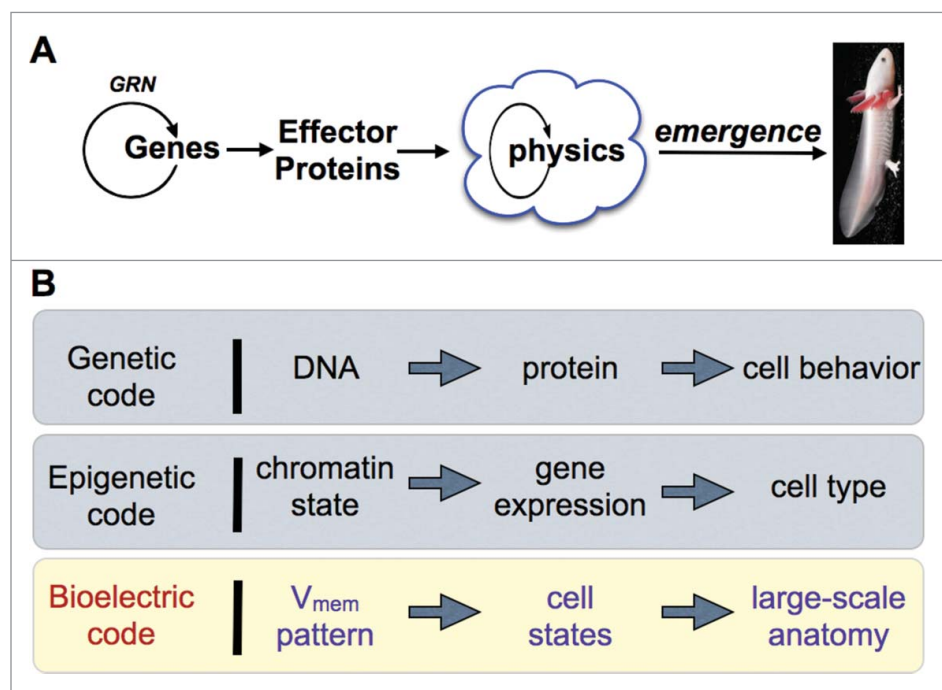 A
GRN
Genes
Effector
Proteins
physics
emergence
B
Genetic
code
DNA
protein
cell behavior
Epigenetic
code
chromatin
state
gene
expression
cell type
Bioelectric
code
Vmem
pattern
cell
states
large-scale
anatomy